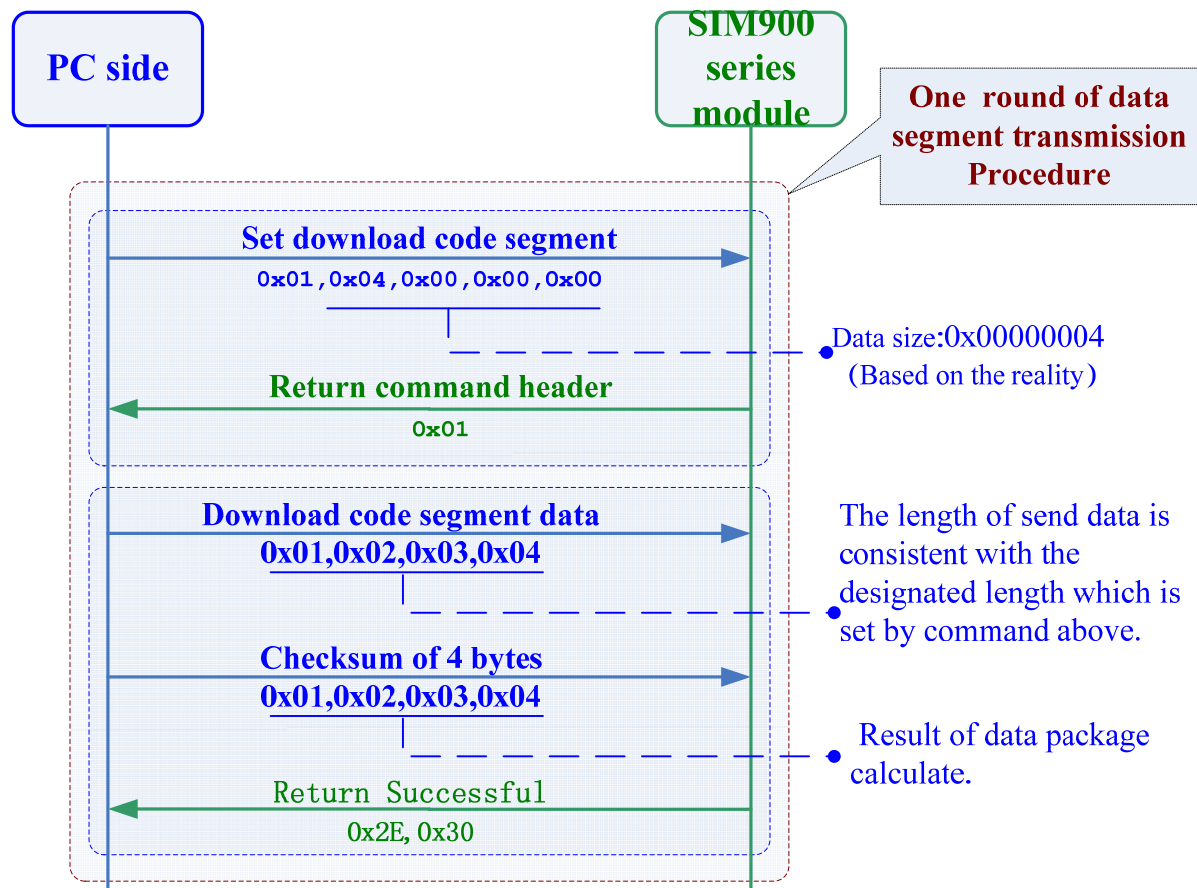 PC side
SIM900
series
module
One round of data
segment transmission
Procedure
Set download code segment
0x01,0x04,0x00,0x00,0x00
Data size:0x00000004
(Based on the reality)
Return command header
0x01
Download code segment data
0x01,0x02,0x03,0x04
The length of send data is
consistent with the
designated length which is
set by command above.
Checksum of 4 bytes
0x01,0x02,0x03,0x04
Result of data package
calculate.
Return Successful
0x2E,0x30